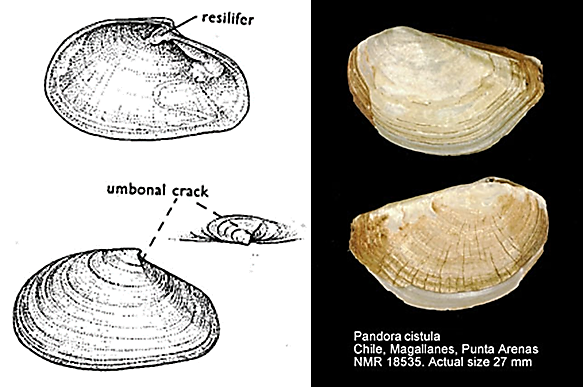 resilifer
umbonal crack
Pandora cistula
Chile, Magallanes, Punta Arenas
NMR 18535. Actual size 27 mm